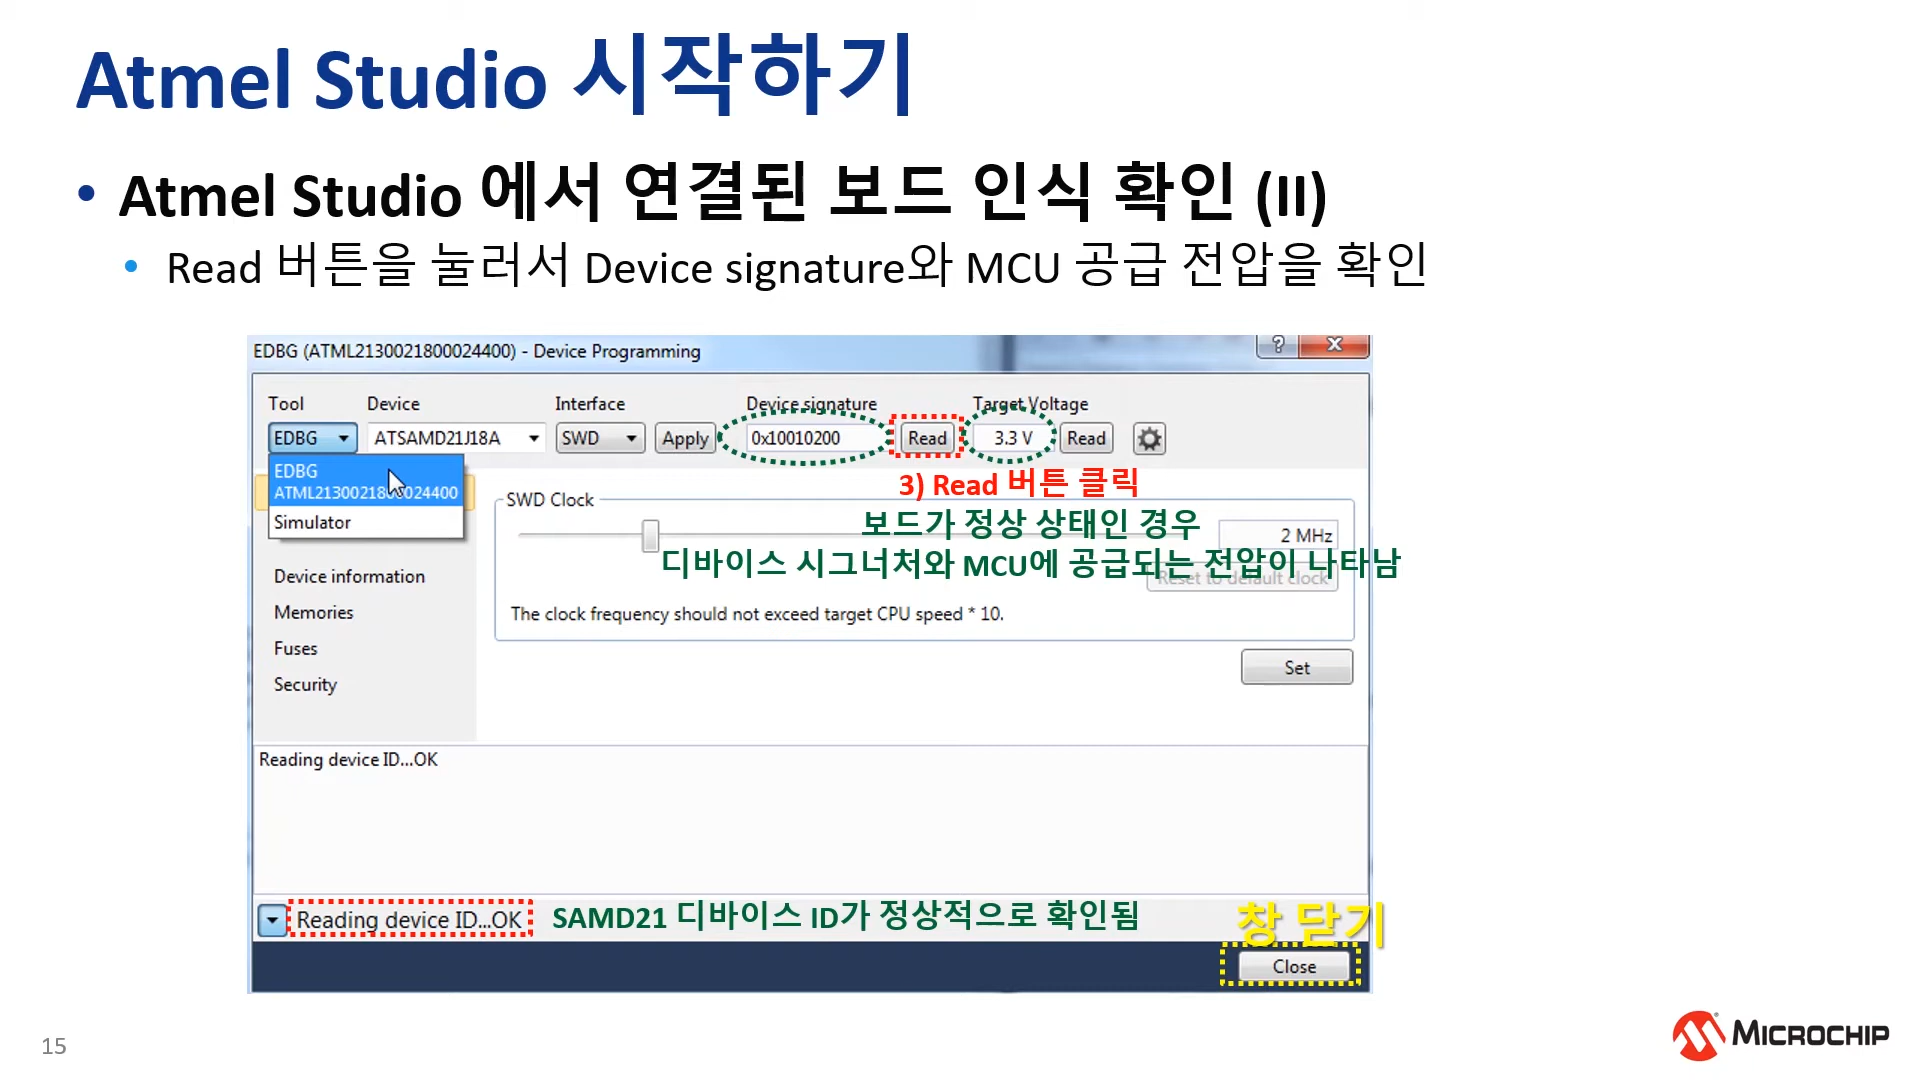 Atmel Studio 시작하기
• Atmel Studio 에서 연결된 보드 인식 확인 (II)
• Read 버튼을 눌러서 Device signature와 MCU 공급 전압을 확인
EDBG (ATML2130021800024400) - Device Programming
?
X
Tool Device Interface Device signature Target Voltage
EDBG ATSAMD21J18A SWD Apply 0x10010200 Read 3.3 V Read
EDBG
ATML2130021800024400
Simulator
3) Read 버튼 클릭
SWD Clock
보드가 정상 상태인 경우
2 MHz
디바이스 시그너처와 MCU에 공급되는 전압이 나타남
Reset to default clock
The clock frequency should not exceed target CPU speed * 10.
Device information
Memories
Fuses
Security
Set
Reading device ID...OK
Reading device ID...OK
SAMD21 디바이스 ID가 정상적으로 확인됨
창 닫기
Close
15
MICROCHIP